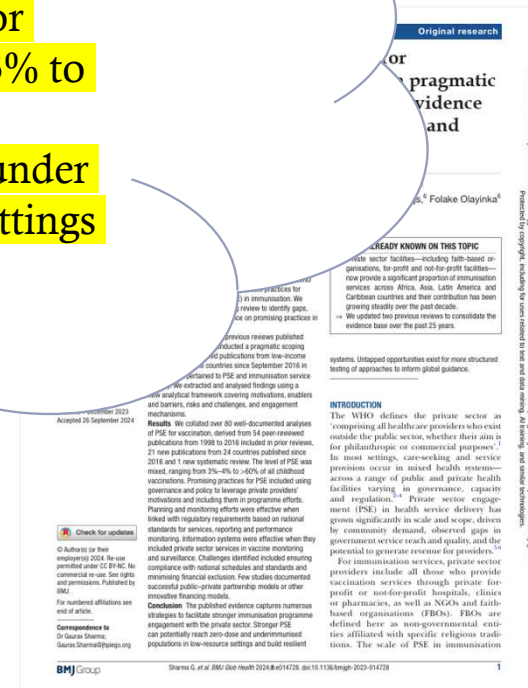 or
% to
under
ttings
Original research
or
pragmatic
vidence
and
Folake Olayinka⁶
ALREADY KNOWN ON THIS TOPIC
ivate sector facilities—including faith-based or-
ganisations, for-profit and not-for-profit facilities—
now provide a significant proportion of immunisation
services across Africa, Asia, Latin America and
Caribbean countries and their contribution has been
growing steadily over the past decade.
⇒ We updated two previous reviews to consolidate the
evidence base over the past 25 years.
systems. Untapped opportunities exist for more structured
testing of approaches to inform global guidance.
practices for
) in immunisation. We
review to identify gaps,
ce on promising practices in
previous reviews published
nducted a pragmatic scoping
d publications from low-income
countries since September 2016 in
pertained to PSE and immunisation service
We extracted and analysed findings using a
ew analytical framework covering motivations, enablers
and barriers, risks and challenges, and engagement
mechanisms.
Results We collated over 80 well-documented analyses
of PSE for vaccination, derived from 54 peer-reviewed
publications from 1998 to 2016 included in prior reviews,
21 new publications from 24 countries published since
2016 and 1 new systematic review. The level of PSE was
mixed, ranging from 3%–4% to >60% of all childhood
vaccinations. Promising practices for PSE included using
governance and policy to leverage private providers'
motivations and including them in programme efforts.
Planning and monitoring efforts were effective when
linked with regulatory requirements based on national
standards for services, reporting and performance
monitoring. Information systems were effective when they
included private sector services in vaccine monitoring
and surveillance. Challenges identified included ensuring
compliance with national schedules and standards and
minimising financial exclusion. Few studies documented
successful public–private partnership models or other
innovative financing models.
Conclusion The published evidence captures numerous
strategies to facilitate stronger immunisation programme
engagement with the private sector. Stronger PSE
can potentially reach zero-dose and underimmunised
populations in low-resource settings and build resilient
INTRODUCTION
The WHO defines the private sector as
'comprising all healthcare providers who exist
outside the public sector, whether their aim is
for philanthropic or commercial purposes'.¹
In most settings, care-seeking and service
provision occur in mixed health systems—
across a range of public and private health
facilities varying in governance, capacity
and regulation.²⁻⁴ Private sector engage-
ment (PSE) in health service delivery has
grown significantly in scale and scope, driven
by community demand, observed gaps in
government service reach and quality, and the
potential to generate revenue for providers.⁵ ⁶
For immunisation services, private sector
providers include all those who provide
vaccination services through private for-
profit or not-for-profit hospitals, clinics
or pharmacies, as well as NGOs and faith-
based organisations (FBOs). FBOs are
defined here as non-governmental enti-
ties affiliated with specific religious tradi-
tions. The scale of PSE in immunisation
December 2023
Accepted 26 September 2024
Check for updates
© Author(s) (or their
employer(s)) 2024. Re-use
permitted under CC BY-NC. No
commercial re-use. See rights
and permissions. Published by
BMJ.
For numbered affiliations see
end of article.
Correspondence to
Dr Gaurav Sharma;
Gaurav.Sharma@jhpiego.org
BMJ Group
Sharma G, et al. BMJ Glob Health 2024;9:e014728. doi:10.1136/bmjgh-2023-014728
1
Protected by copyright, including for uses related to text and data mining, AI training, and similar technologies.